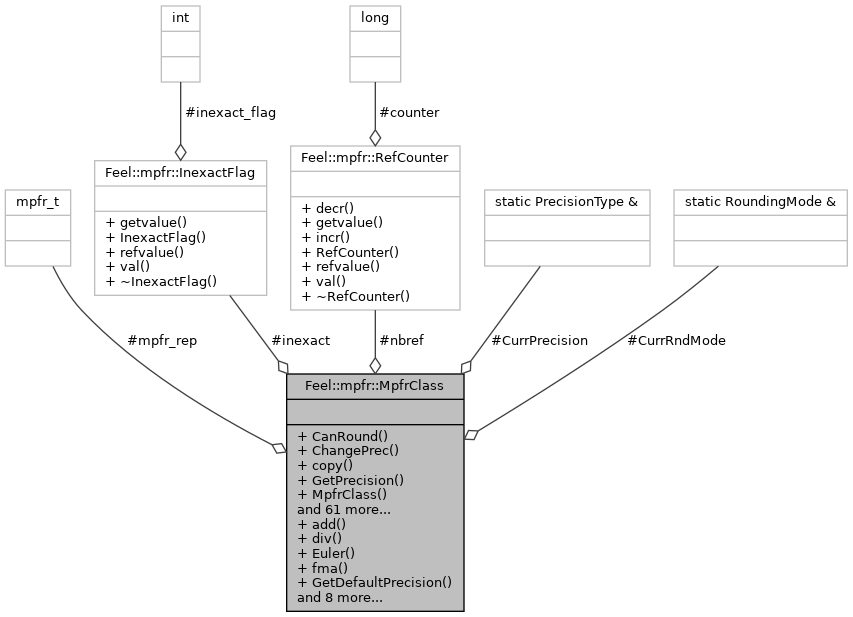 int
long
#inexact_flag
#counter
Feel::mpfr::InexactFlag
+ getvalue()
+ InexactFlag()
+ refvalue()
+ val()
+ ~InexactFlag()
Feel::mpfr::RefCounter
+ decr()
+ getvalue()
+ incr()
+ RefCounter()
+ refvalue()
+ val()
+ ~RefCounter()
mpfr_t
static PrecisionType &
static RoundingMode &
#mpfr_rep
#inexact
#nbref
#CurrPrecision
#CurrRndMode
Feel::mpfr::MpfrClass
+ CanRound()
+ ChangePrec()
+ copy()
+ GetPrecision()
+ MpfrClass()
and 61 more...
+ add()
+ div()
+ Euler()
+ fma()
+ GetDefaultPrecision()
and 8 more...